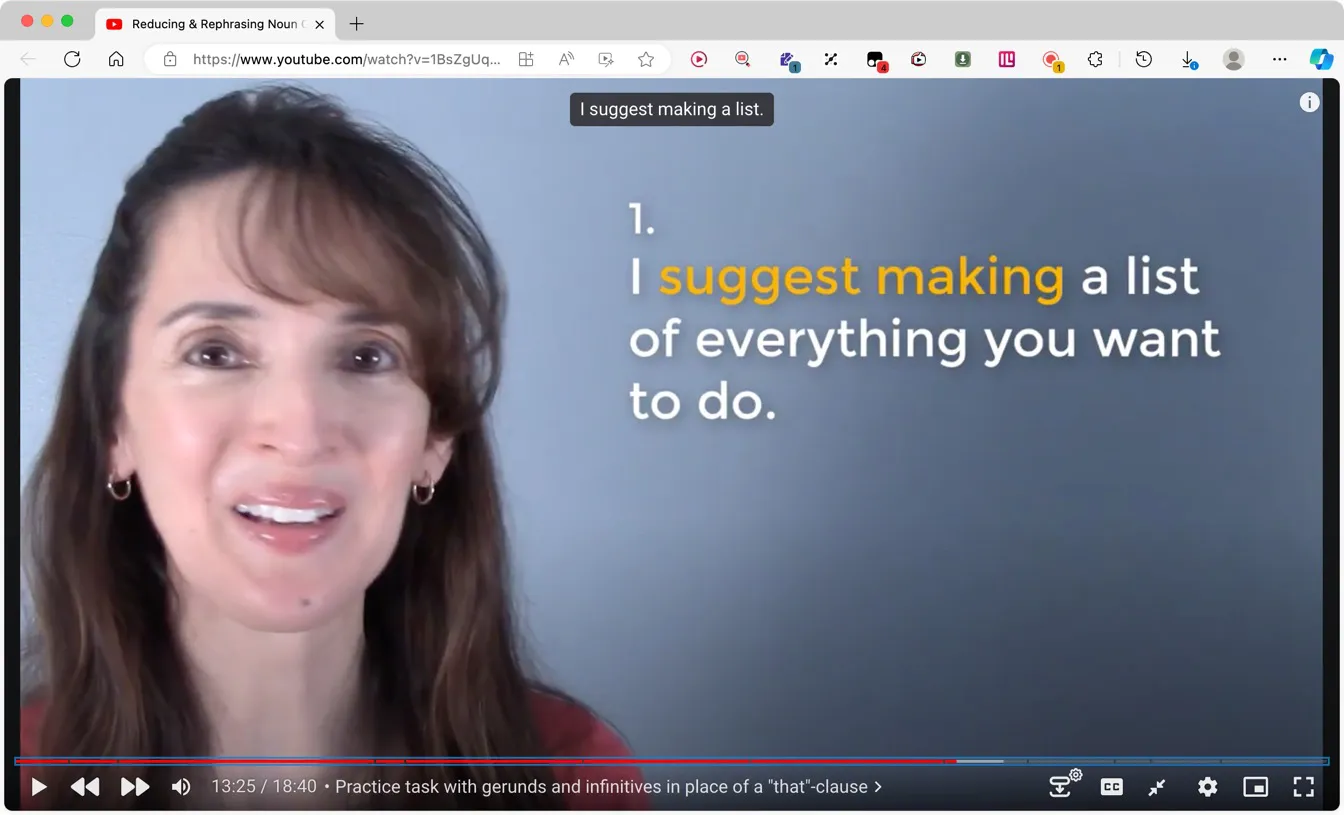 Reducing & Rephrasing Noun
https://www.youtube.com/watch?v=1BsZgUq...
1
4
1
I suggest making a list.
1.
I suggest making a list
of everything you want
to do.
13:25 / 18:40 • Practice task with gerunds and infinitives in place of a "that"-clause
CC